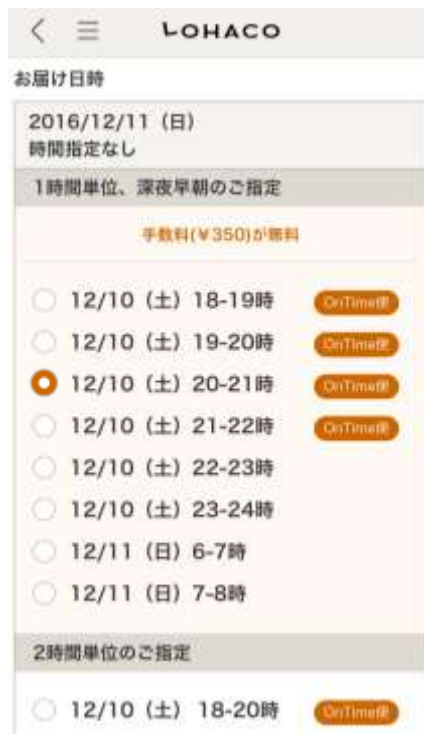 LOHACO
お届け日時
2016/12/11（日）
時間指定なし
1時間単位、深夜早朝のご指定
手数料(￥350)が無料
12/10（土）18-19時 OnTime便
12/10（土）19-20時 OnTime便
12/10（土）20-21時 OnTime便
12/10（土）21-22時 OnTime便
12/10（土）22-23時
12/10（土）23-24時
12/11（日）6-7時
12/11（日）7-8時
2時間単位のご指定
12/10（土） 18-20時 OnTime便